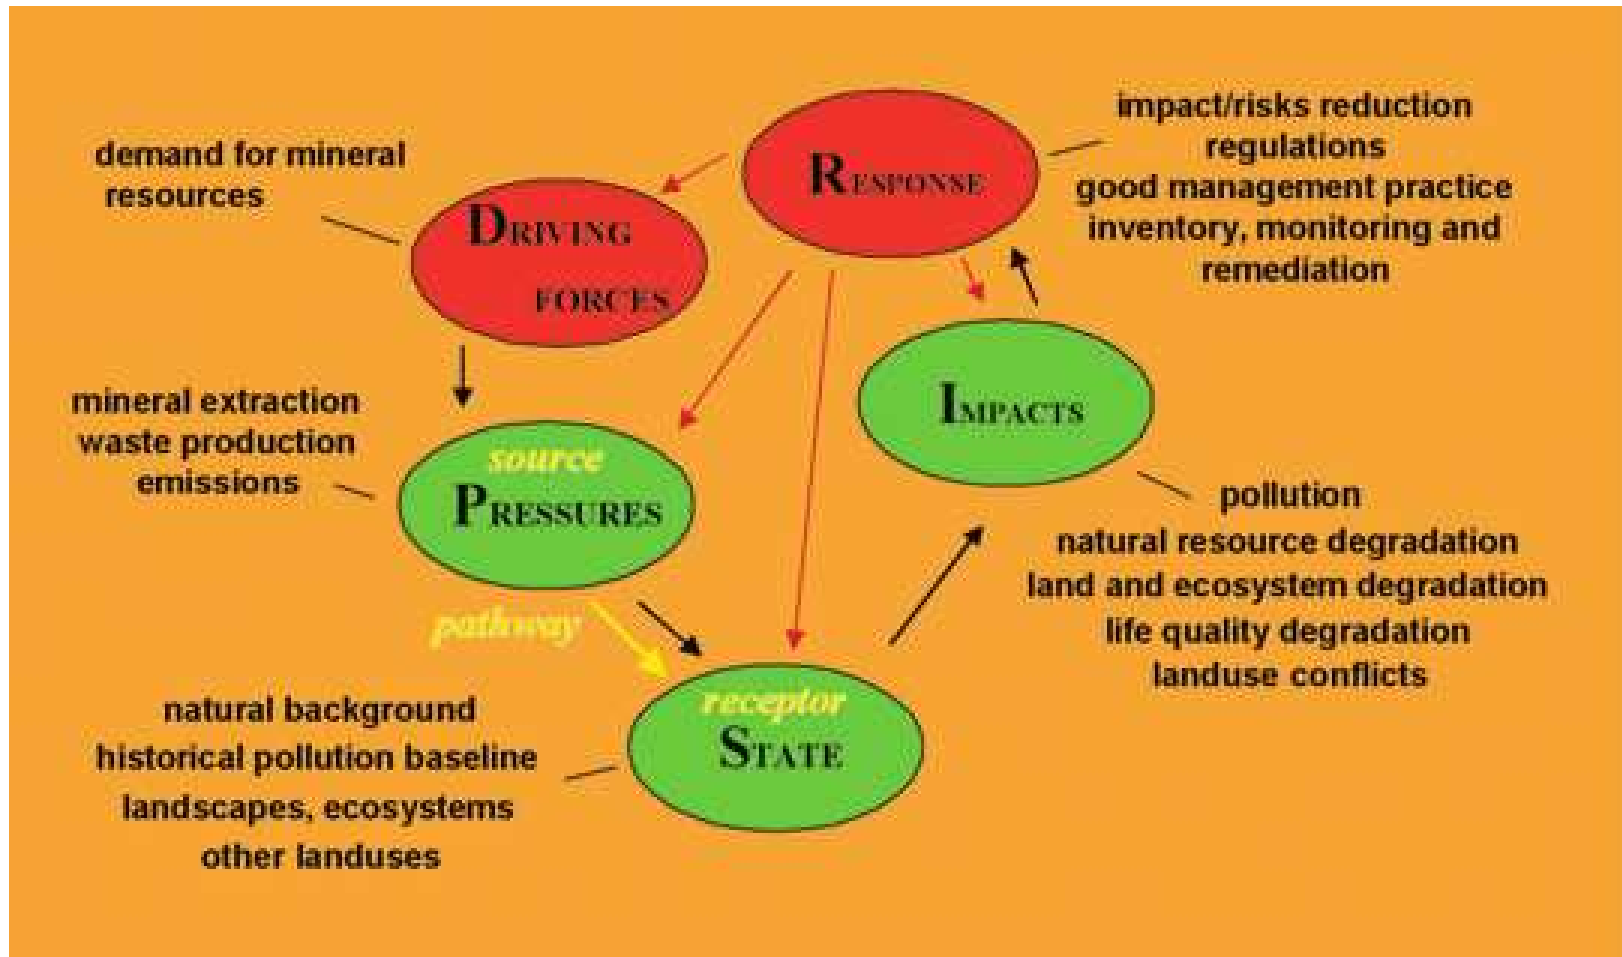 demand for mineral
resources
DRIVING
FORCES
RESPONSE
impact/risks reduction
regulations
good management practice
inventory, monitoring and
remediation
mineral extraction
waste production
emissions
source
PRESSURES
IMPACTS
pollution
natural resource degradation
land and ecosystem degradation
life quality degradation
landuse conflicts
pathway
receptor
STATE
natural background
historical pollution baseline
landscapes, ecosystems
other landuses